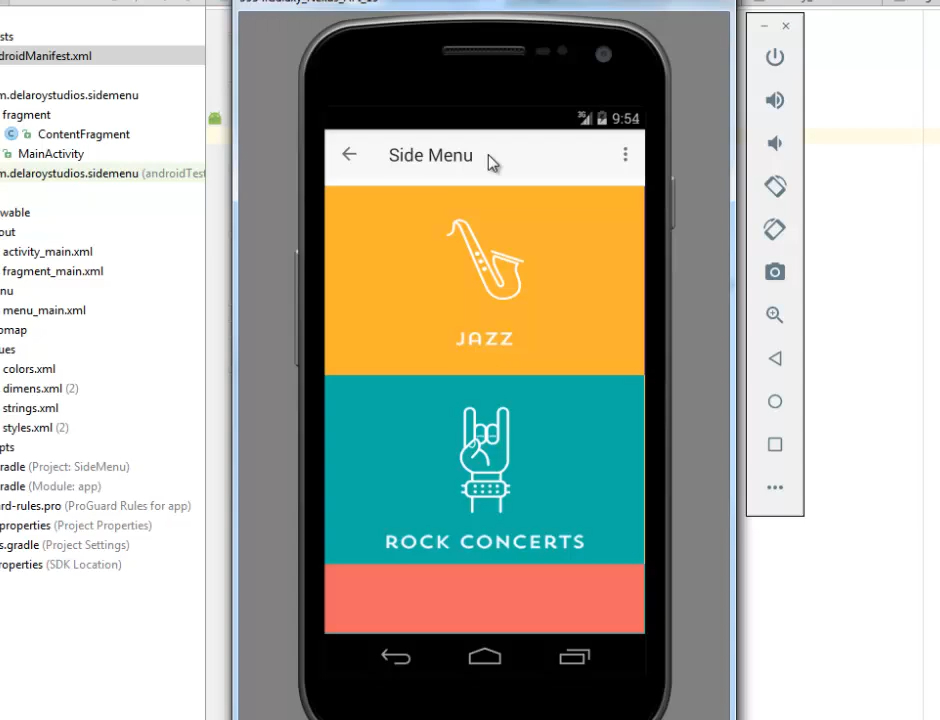 sts
droidManifest.xml
m.delaroystudios.sidemenu
fragment
C ContentFragment
MainActivity
m.delaroystudios.sidemenu (androidTest
wable
out
activity_main.xml
fragment_main.xml
nu
menu_main.xml
pmap
ues
colors.xml
dimens.xml (2)
strings.xml
styles.xml (2)
pts
radle (Project: SideMenu)
radle (Module: app)
rd-rules.pro (ProGuard Rules for app)
properties (Project Properties)
s.gradle (Project Settings)
roperties (SDK Location)
3G 9:54
Side Menu
JAZZ
ROCK CONCERTS